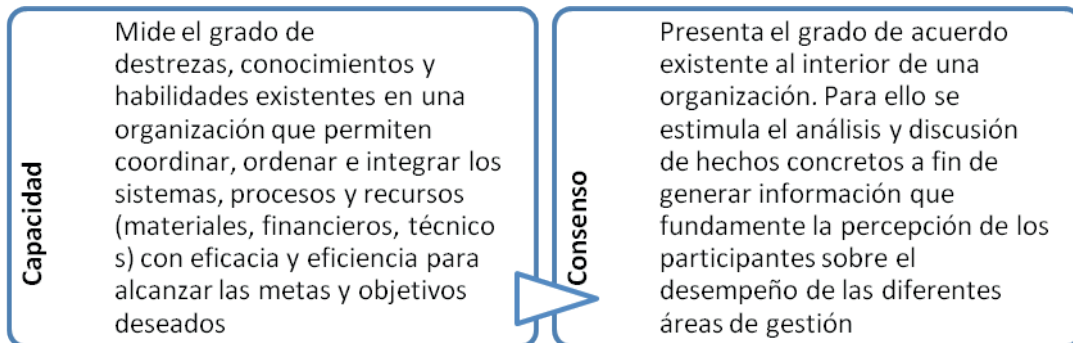 Capacidad
Mide el grado de
destrezas, conocimientos y
habilidades existentes en una
organización que permiten
coordinar, ordenar e integrar los
sistemas, procesos y recursos
(materiales, financieros, técnico
s) con eficacia y eficiencia para
alcanzar las metas y objetivos
deseados
Consenso
Presenta el grado de acuerdo
existente al interior de una
organización. Para ello se
estimula el análisis y discusión
de hechos concretos a fin de
generar información que
fundamente la percepción de los
participantes sobre el
desempeño de las diferentes
áreas de gestión